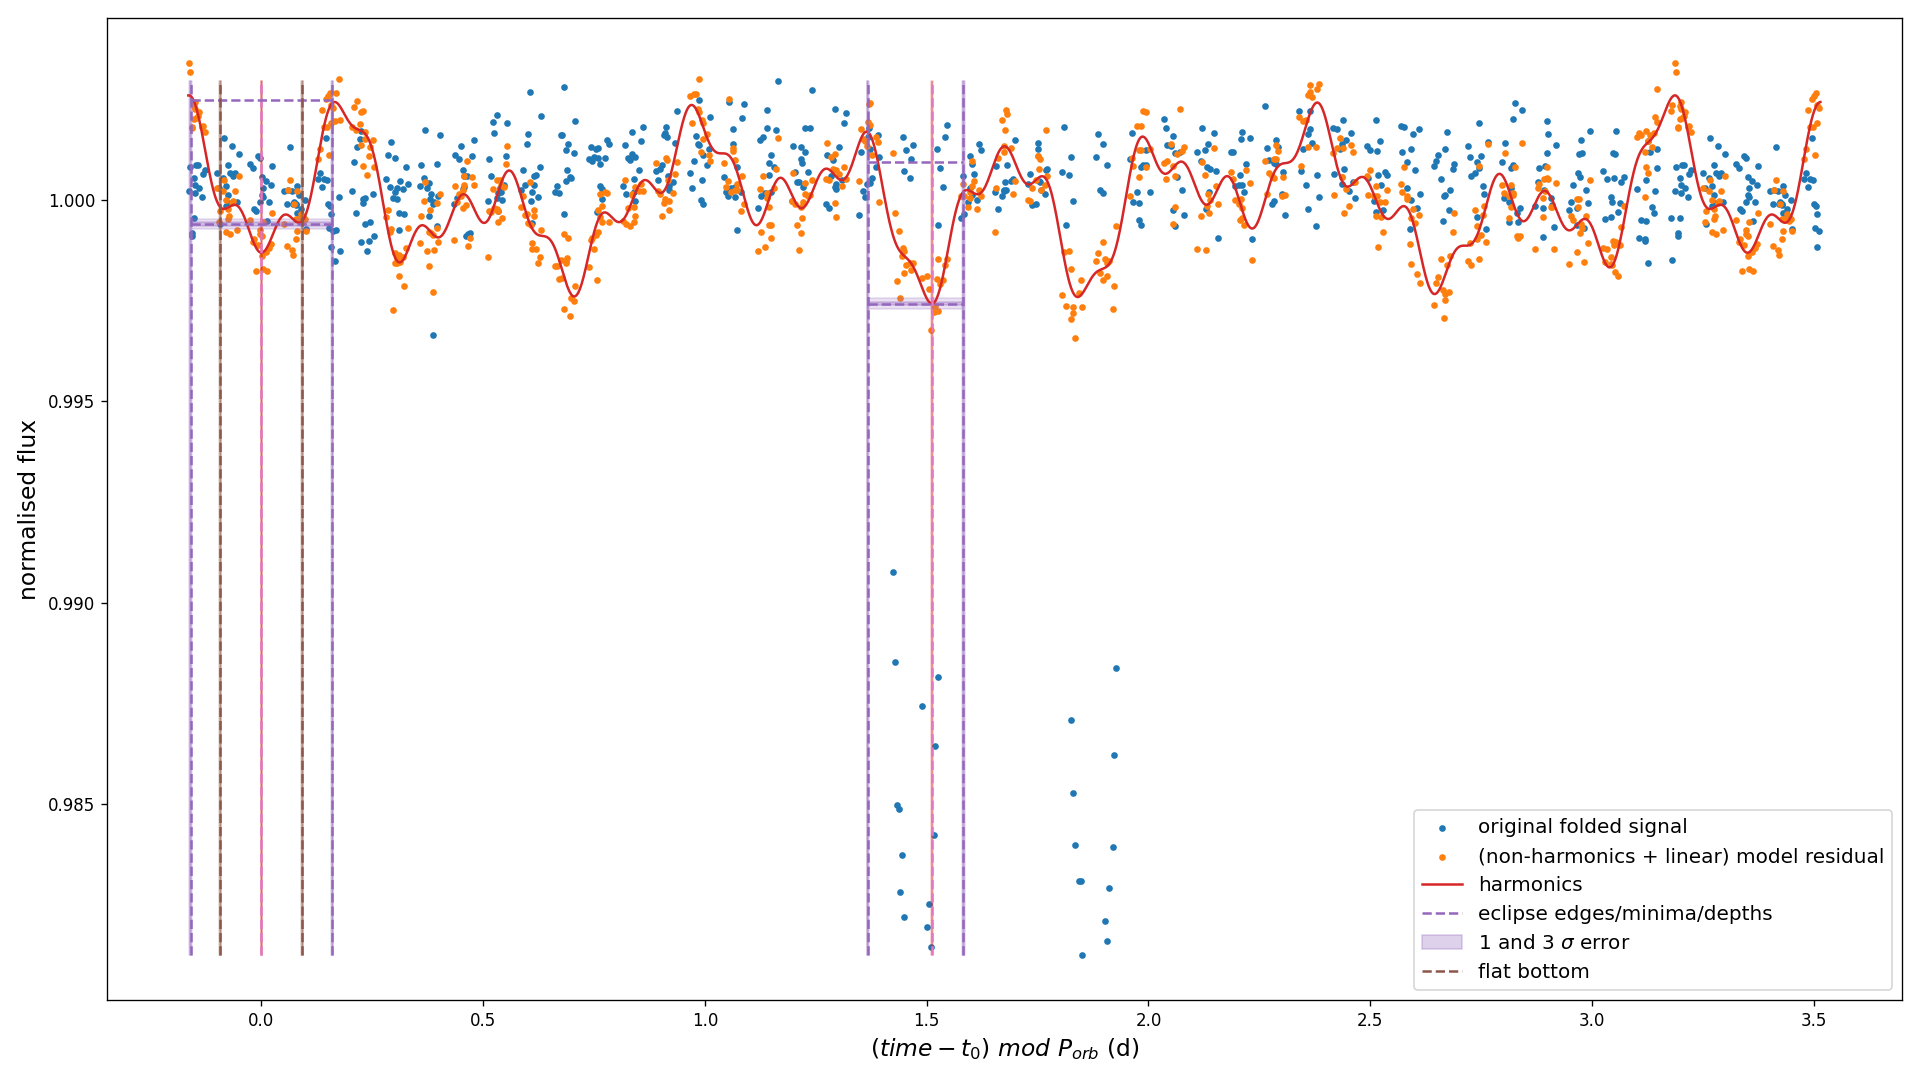 normalised flux
1.000
0.995
0.990
0.985
0.0 0.5 1.0 1.5 2.0 2.5 3.0 3.5
(time − t₀) mod P_orb (d)
original folded signal
(non-harmonics + linear) model residual
harmonics
eclipse edges/minima/depths
1 and 3 σ error
flat bottom